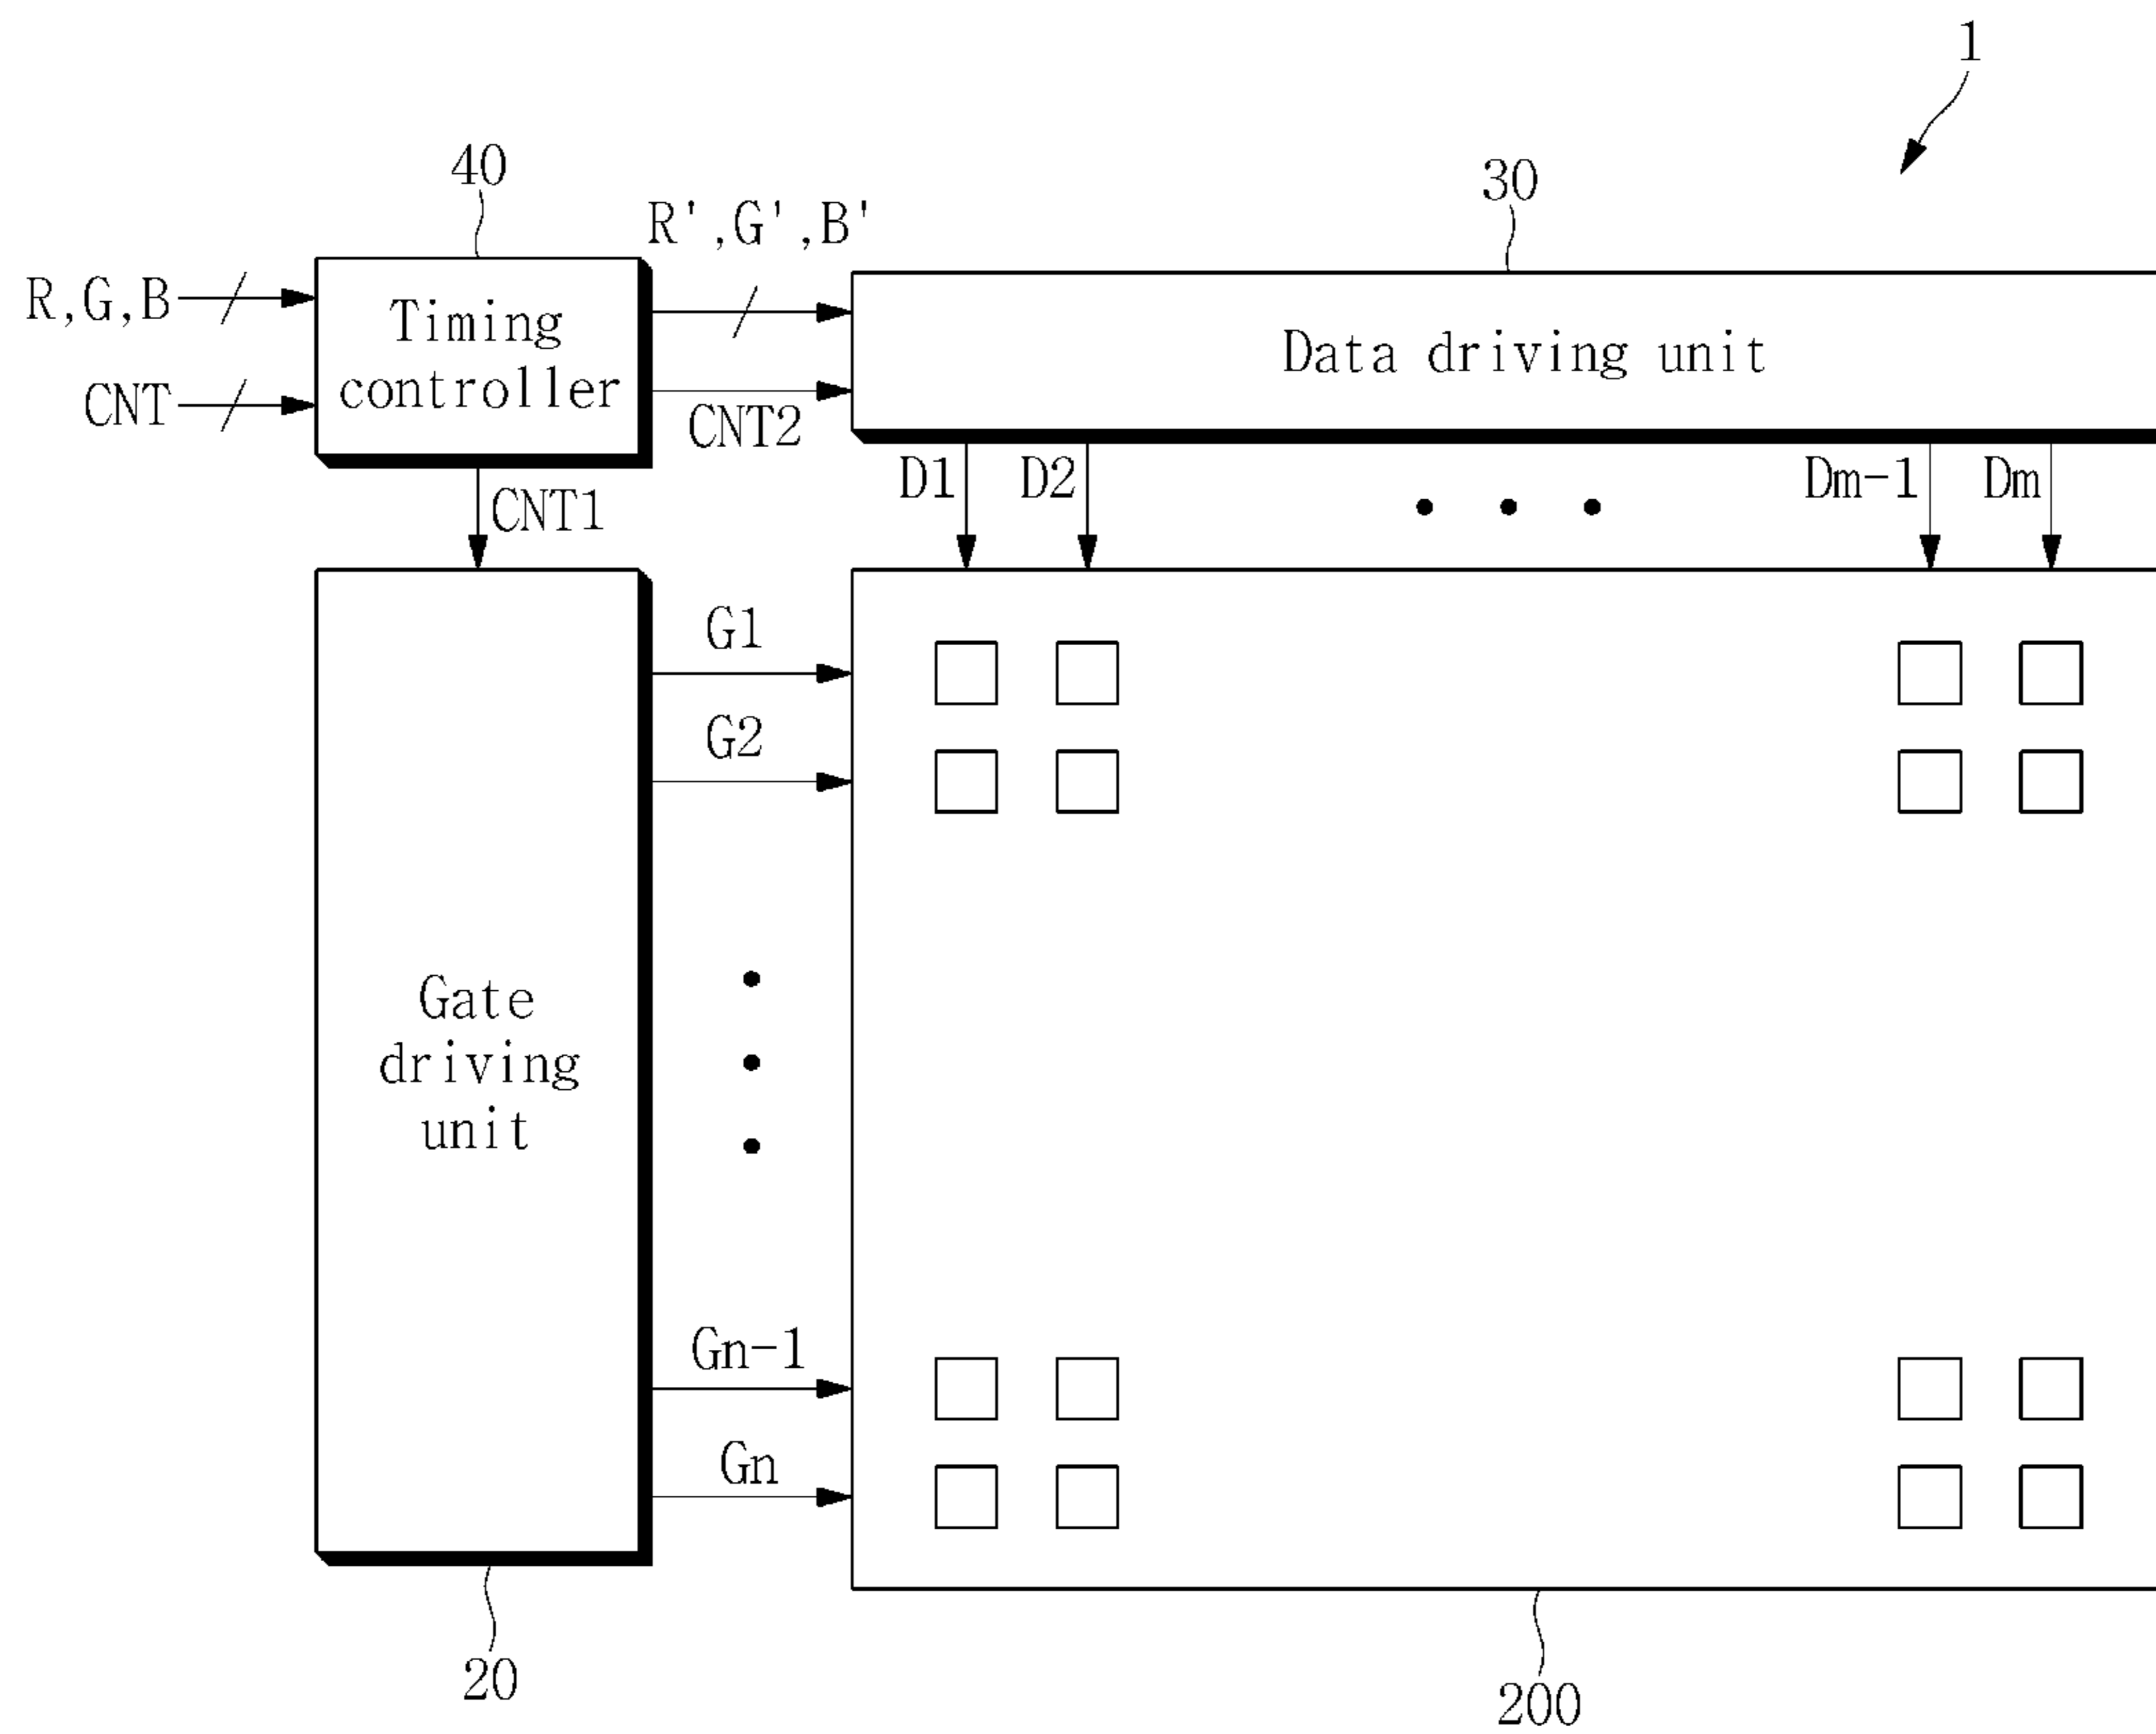 1
40
30
R',G',B'
R,G,B
Timing
controller
Data driving unit
CNT
CNT2
D1
D2
Dm-1
Dm
CNT1
G1
G2
Gate
driving
unit
Gn-1
Gn
20
200